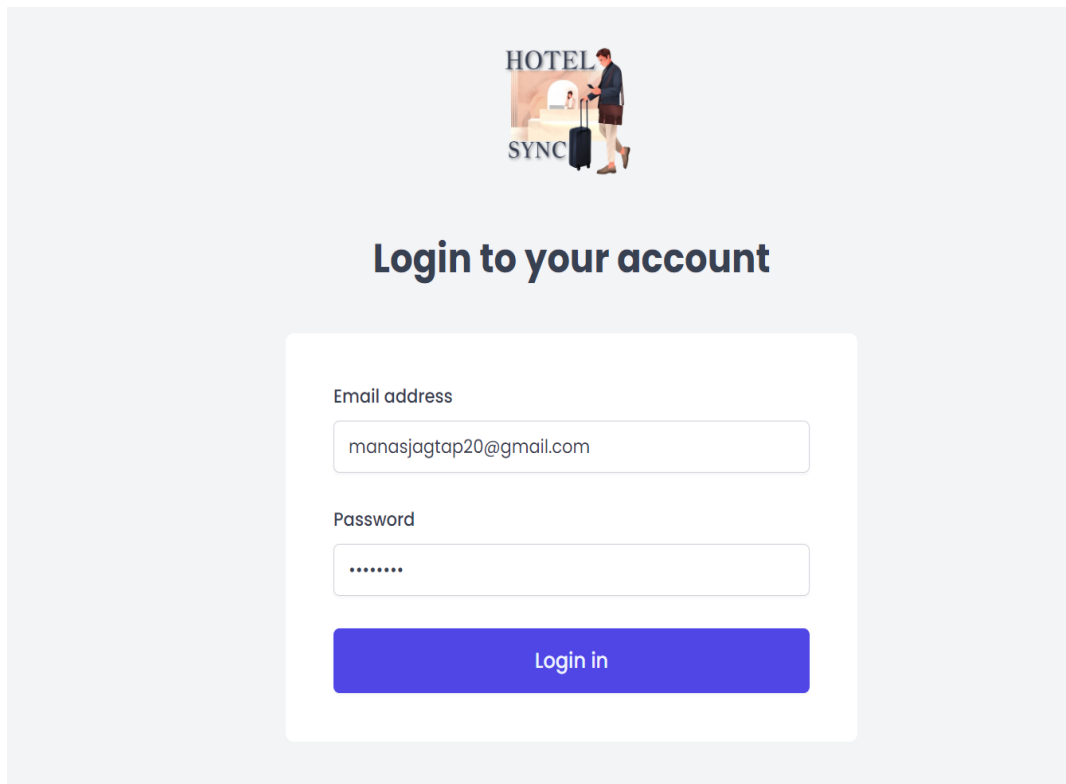 HOTEL
SYNC
Login to your account
Email address
manasjagtap20@gmail.com
Password
••••••••
Login in